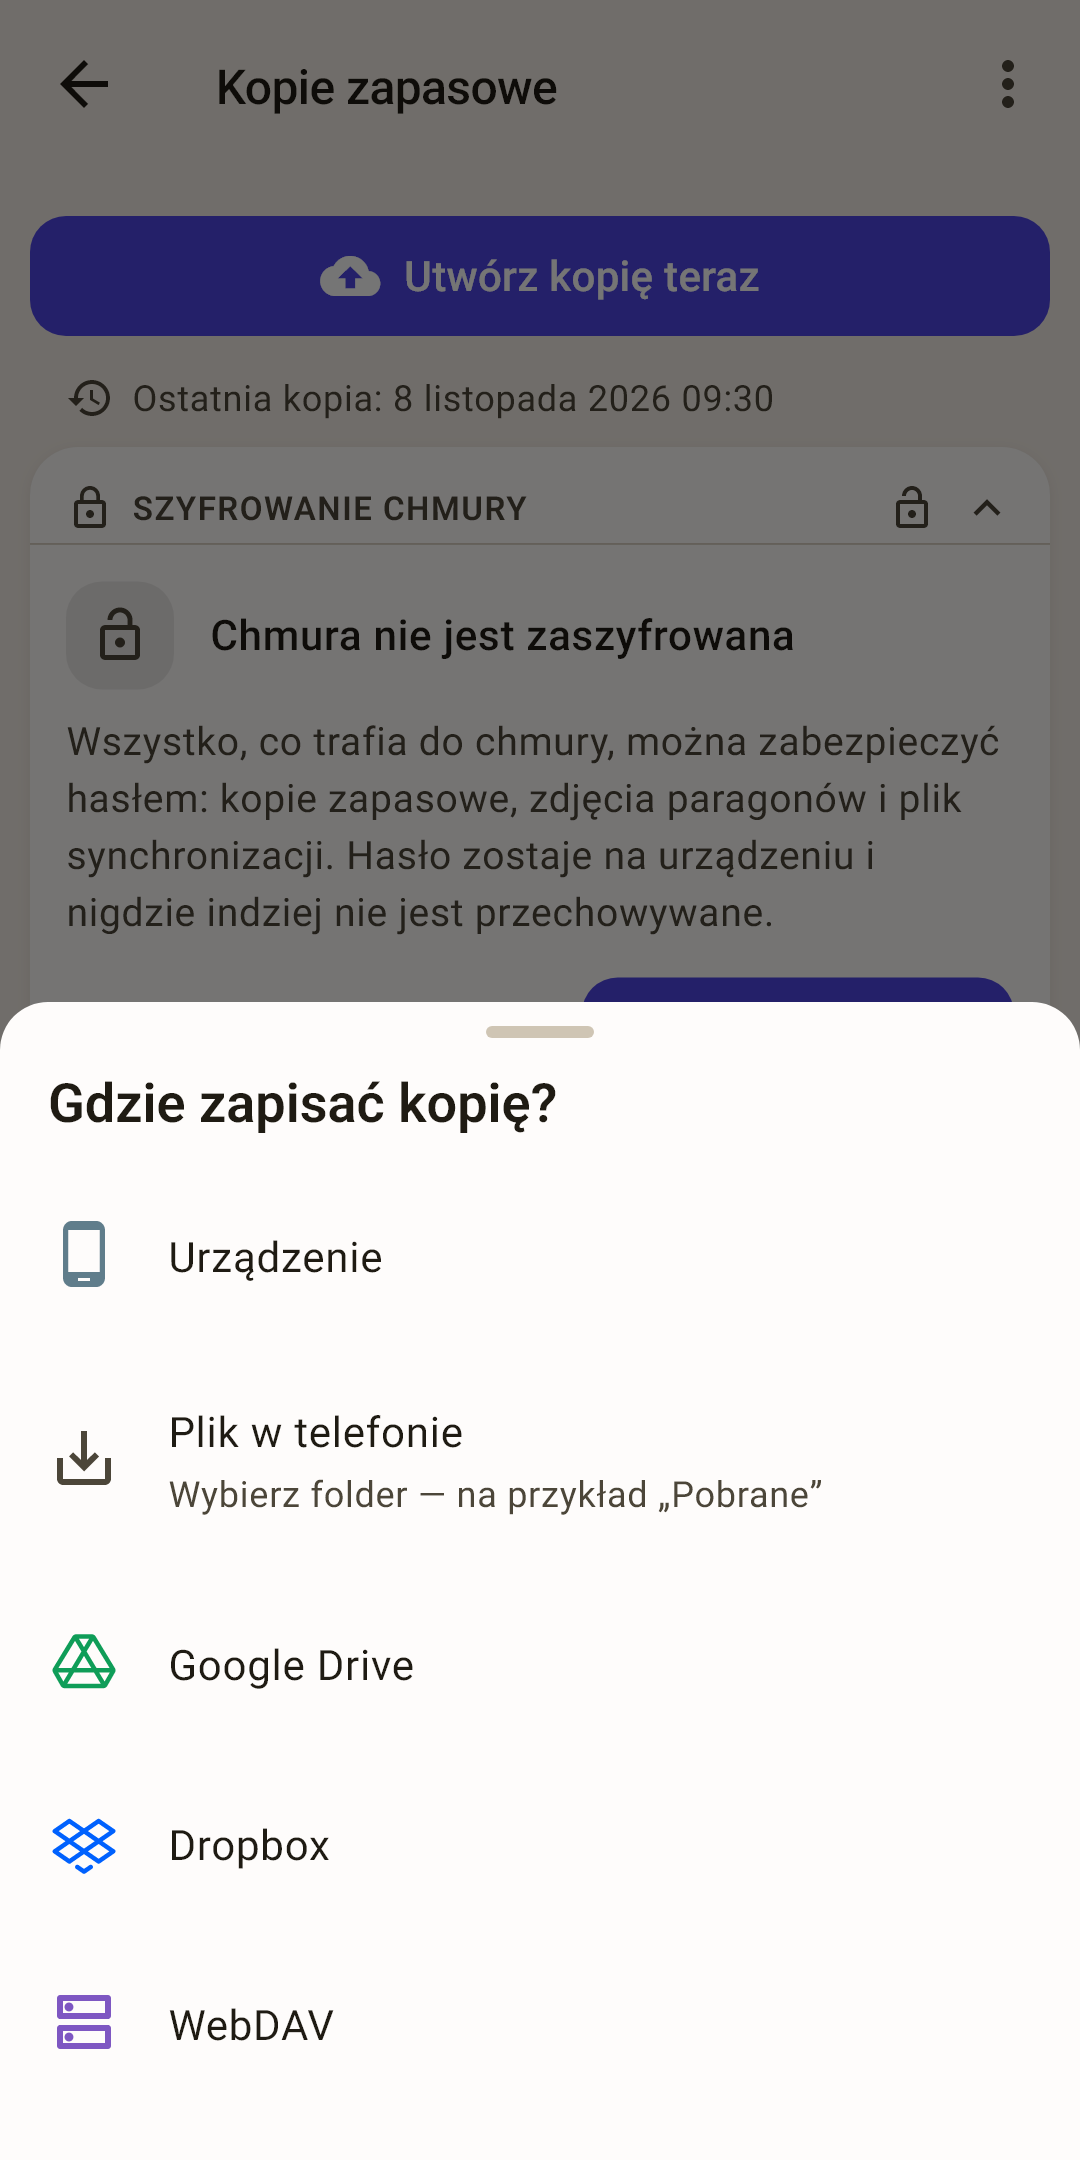 Kopie zapasowe
Utwórz kopię teraz
Ostatnia kopia: 8 listopada 2026 09:30
SZYFROWANIE CHMURY
Chmura nie jest zaszyfrowana
Wszystko, co trafia do chmury, można zabezpieczyć
hasłem: kopie zapasowe, zdjęcia paragonów i plik
synchronizacji. Hasło zostaje na urządzeniu i
nigdzie indziej nie jest przechowywane.
Gdzie zapisać kopię?
Urządzenie
Plik w telefonie
Wybierz folder — na przykład „Pobrane”
Google Drive
Dropbox
WebDAV